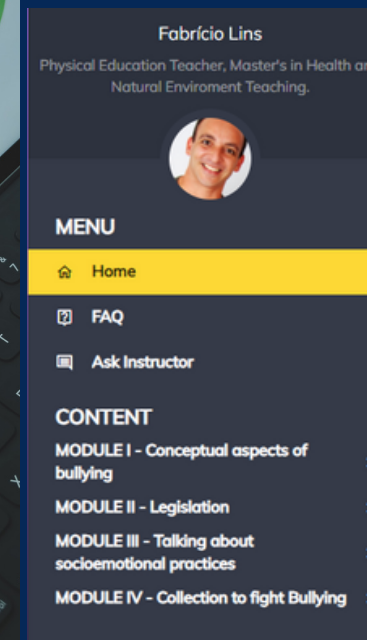 Fabrício Lins
Physical Education Teacher, Master's in Health
Natural Enviroment Teaching.
MENU
Home
FAQ
Ask Instructor
CONTENT
MODULE I - Conceptual aspects of
bullying
MODULE II - Legislation
MODULE III - Talking about
socioemotional practices
MODULE IV - Collection to fight Bullying